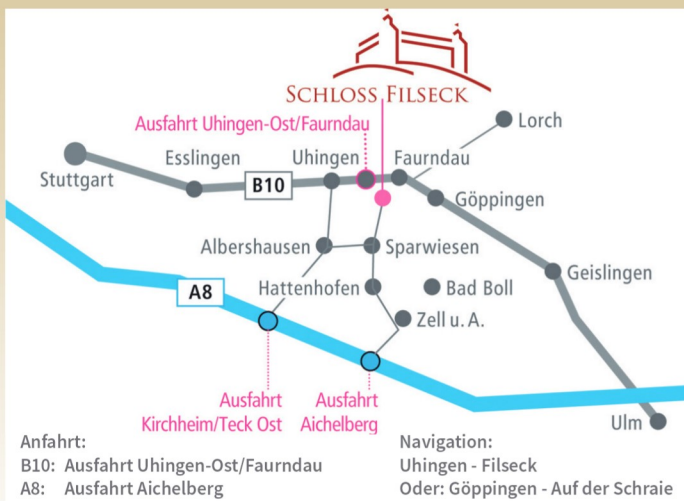 SCHLOSS FILSECK
Ausfahrt Uhingen-Ost/Faurndau
Lorch
Stuttgart
Esslingen
Uhingen
Faurndau
B10
Göppingen
Albershausen
Sparwiesen
Geislingen
A8
Hattenhofen
Bad Boll
Zell u. A.
Ausfahrt
Kirchheim/Teck Ost
Ausfahrt
Aichelberg
Ulm
Anfahrt:
B10: Ausfahrt Uhingen-Ost/Faurndau
A8: Ausfahrt Aichelberg
Navigation:
Uhingen - Filseck
Oder: Göppingen - Auf der Schraie